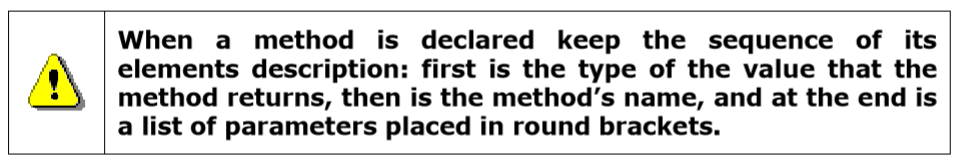 When a method is declared keep the sequence of its
elements description: first is the type of the value that the
method returns, then is the method’s name, and at the end is
a list of parameters placed in round brackets.